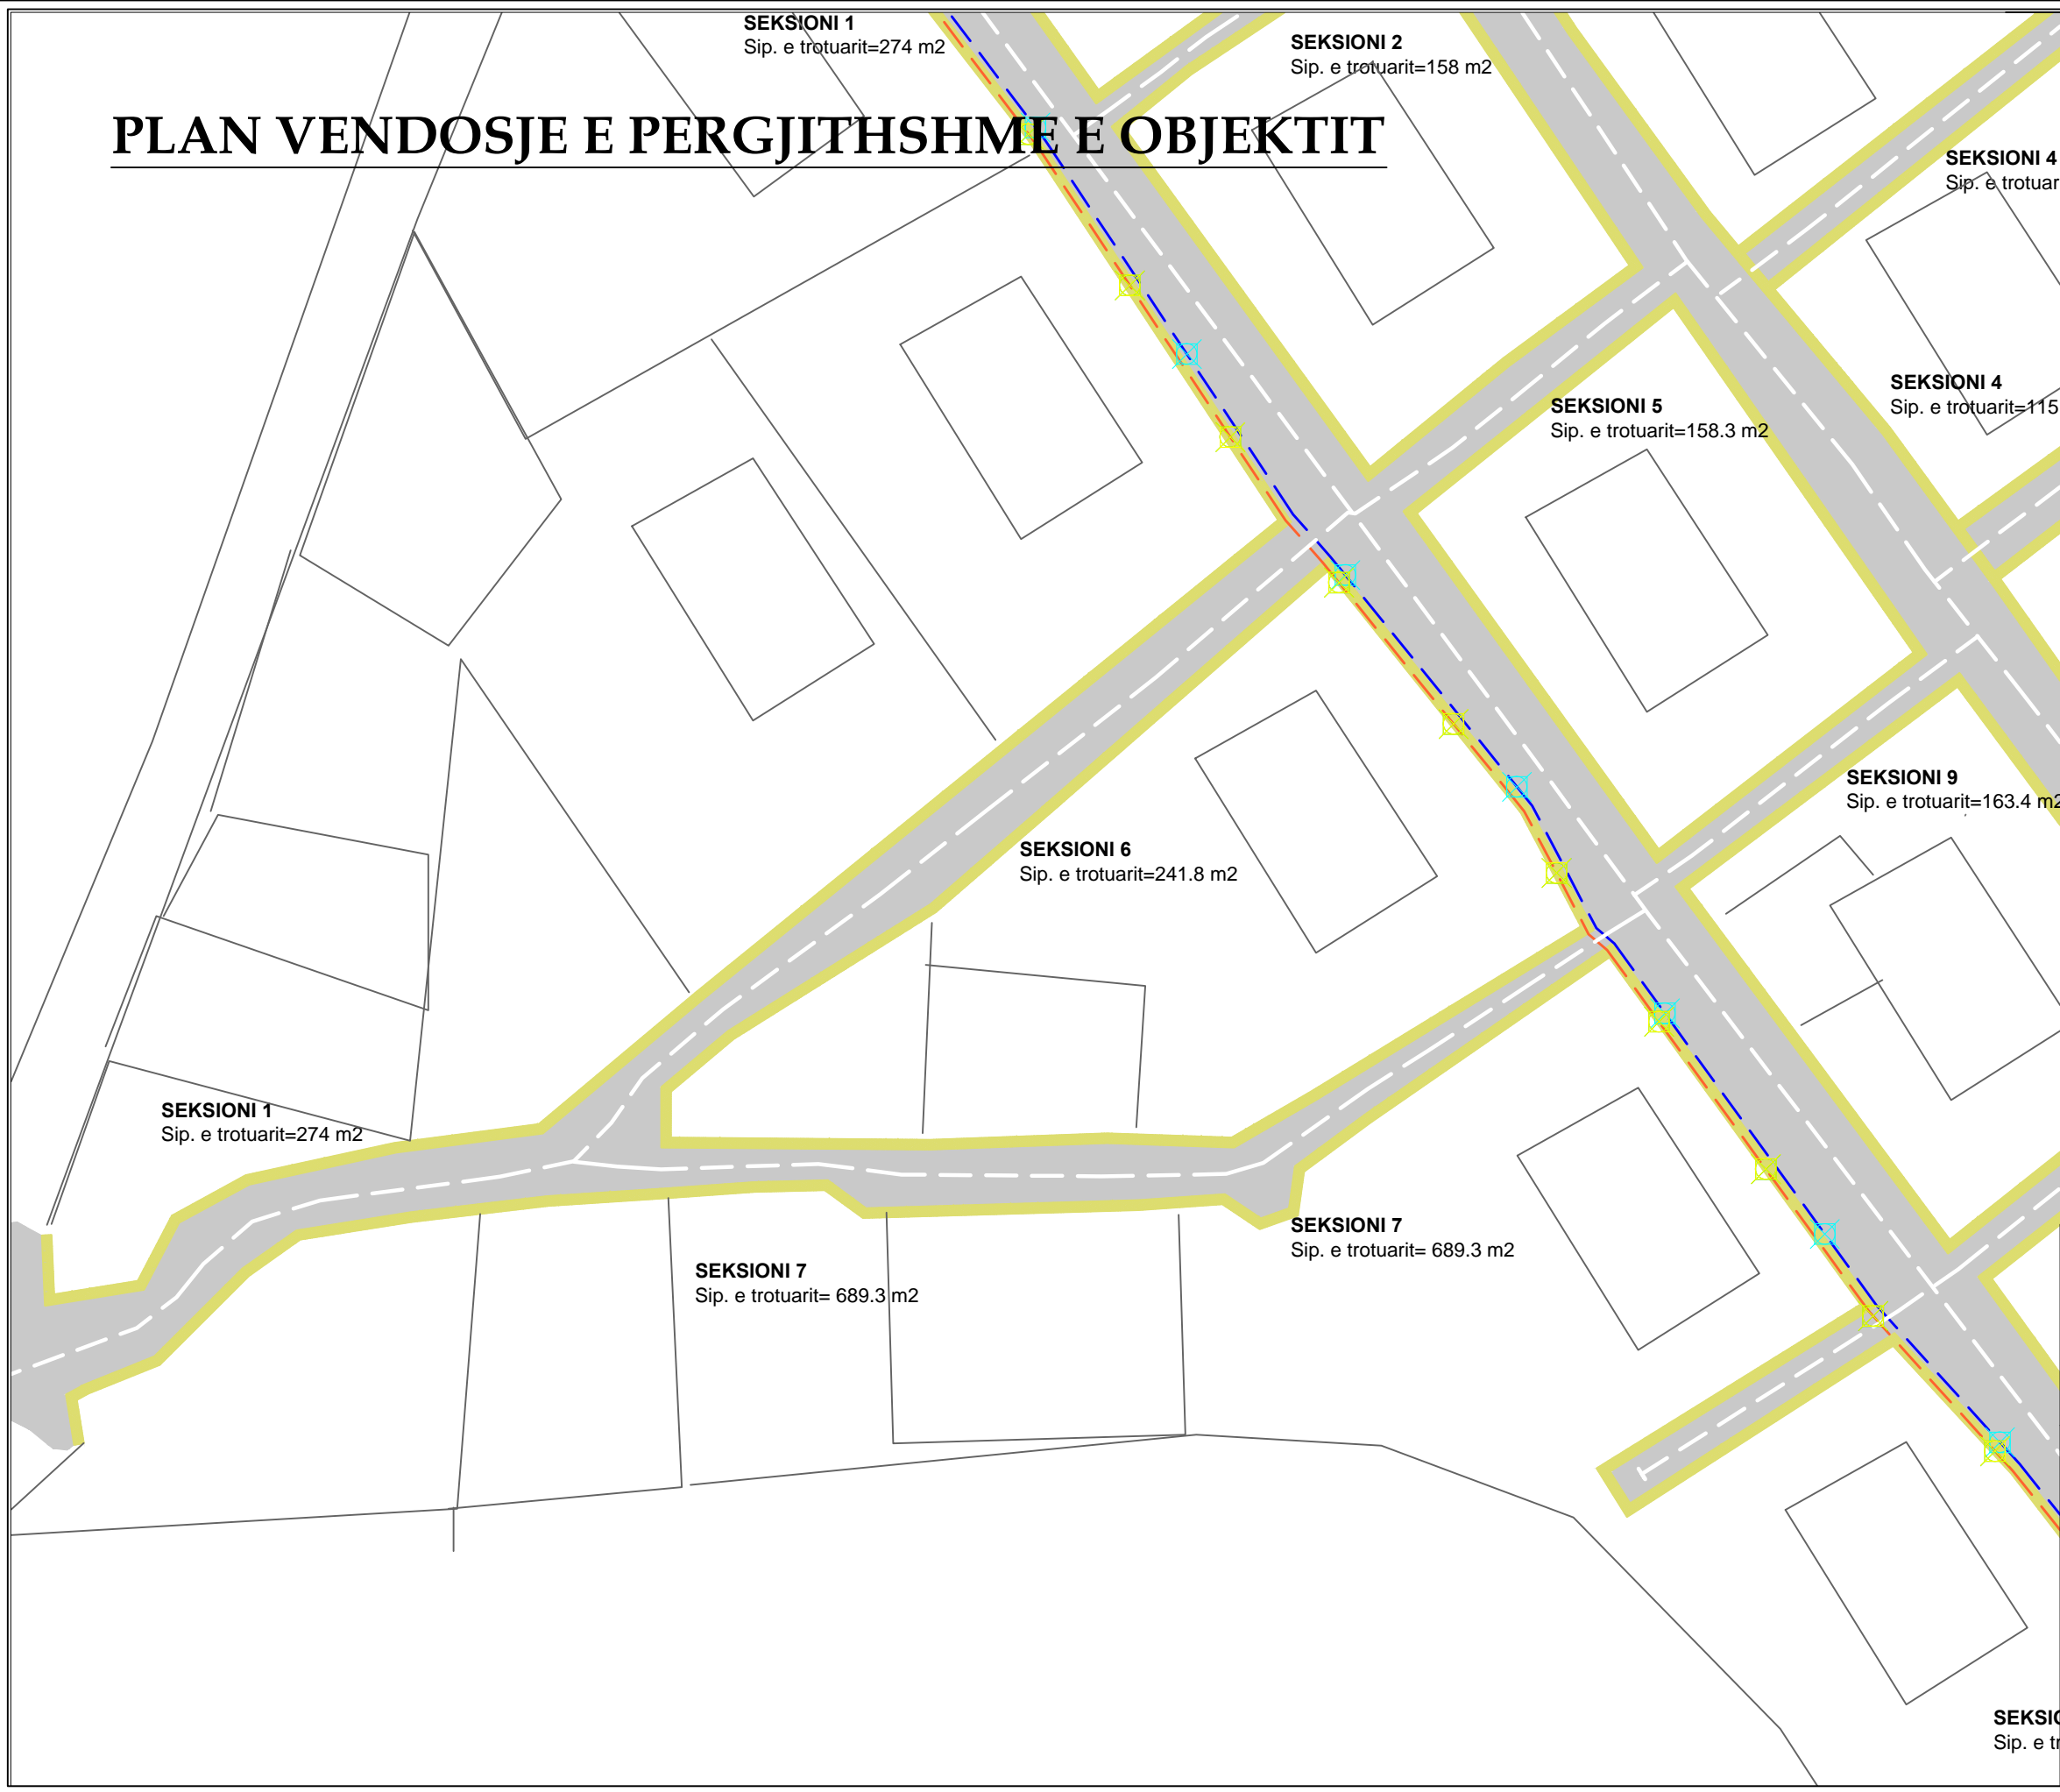 SEKSIONI 1
Sip. e trotuarit=274 m2
SEKSIONI 2
Sip. e trotuarit=158 m2
PLAN VENDOSJE E PERGJITHSHME E OBJEKTIT
SEKSIONI 4
Sip. e trotuar
SEKSIONI 4
Sip. e trotuarit=115
SEKSIONI 5
Sip. e trotuarit=158.3 m2
SEKSIONI 9
Sip. e trotuarit=163.4 m2
SEKSIONI 6
Sip. e trotuarit=241.8 m2
SEKSIONI 1
Sip. e trotuarit=274 m2
SEKSIONI 7
Sip. e trotuarit= 689.3 m2
SEKSIONI 7
Sip. e trotuarit= 689.3 m2
Sip. e